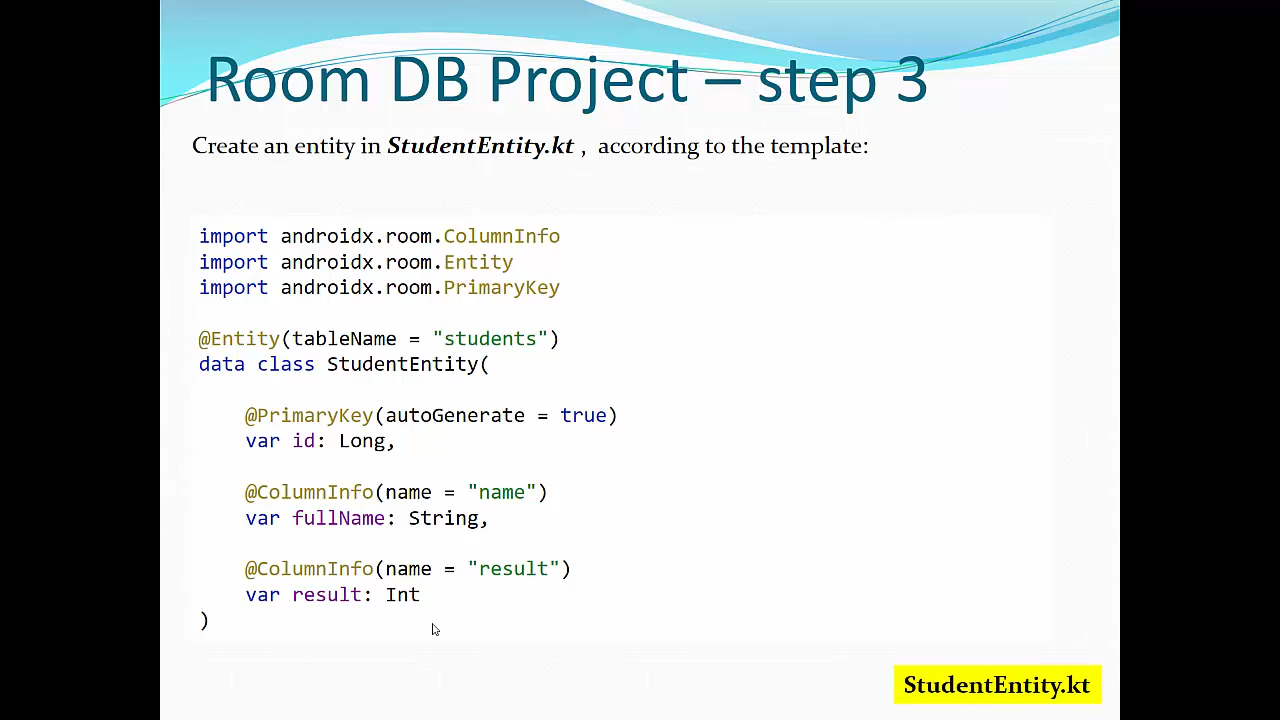 Room DB Project – step 3
Create an entity in StudentEntity.kt , according to the template:
import androidx.room.ColumnInfo
import androidx.room.Entity
import androidx.room.PrimaryKey
@Entity(tableName = "students")
data class StudentEntity(
@PrimaryKey(autoGenerate = true)
var id: Long,
@ColumnInfo(name = "name")
var fullName: String,
@ColumnInfo(name = "result")
var result: Int
)
StudentEntity.kt